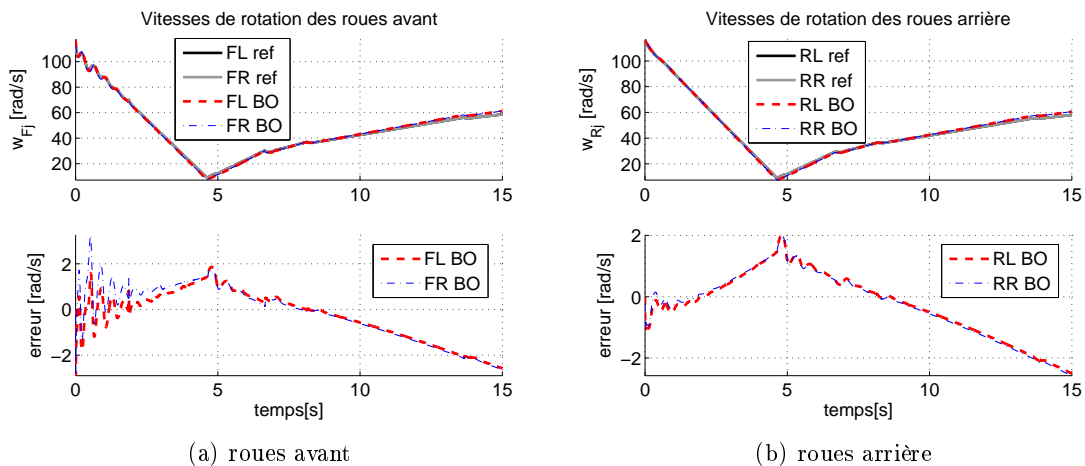 Vitesses de rotation des roues avant
w_Fj [rad/s]
100
80
60
40
20
0
5
10
15
FL ref
FR ref
FL BO
FR BO
erreur [rad/s]
2
0
−2
0
5
10
15
temps[s]
FL BO
FR BO
(a) roues avant
Vitesses de rotation des roues arrière
w_Rj [rad/s]
100
80
60
40
20
0
5
10
15
RL ref
RR ref
RL BO
RR BO
erreur [rad/s]
2
0
−2
0
5
10
15
temps[s]
RL BO
RR BO
(b) roues arrière